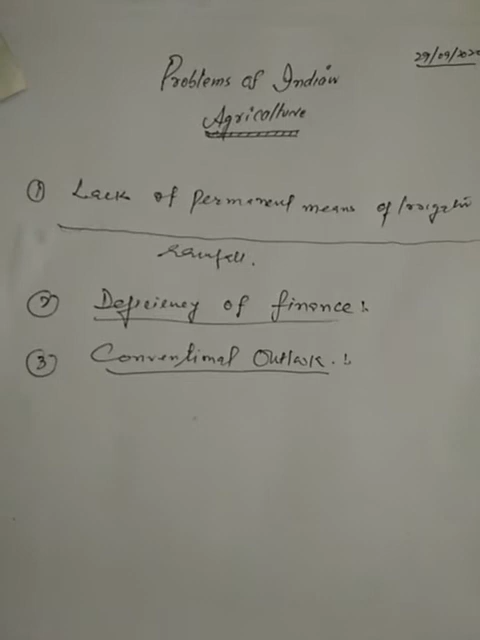 29/09/2020
Problems of Indian
Agriculture
① Lack of Permanent means of Irrigatio
rainfall.
② Deficiency of finance :
③ Conventional Outlook . :